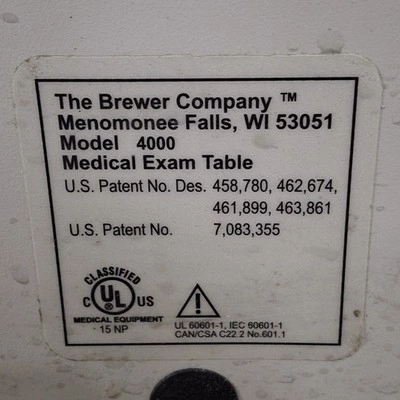 The Brewer Company ™
Menomonee Falls, WI 53051
Model 4000
Medical Exam Table
U.S. Patent No. Des. 458,780, 462,674,
461,899, 463,861
U.S. Patent No. 7,083,355
CLASSIFIED
C UL US
MEDICAL EQUIPMENT
15 NP
UL 60601-1, IEC 60601-1
CAN/CSA C22.2 No.601.1